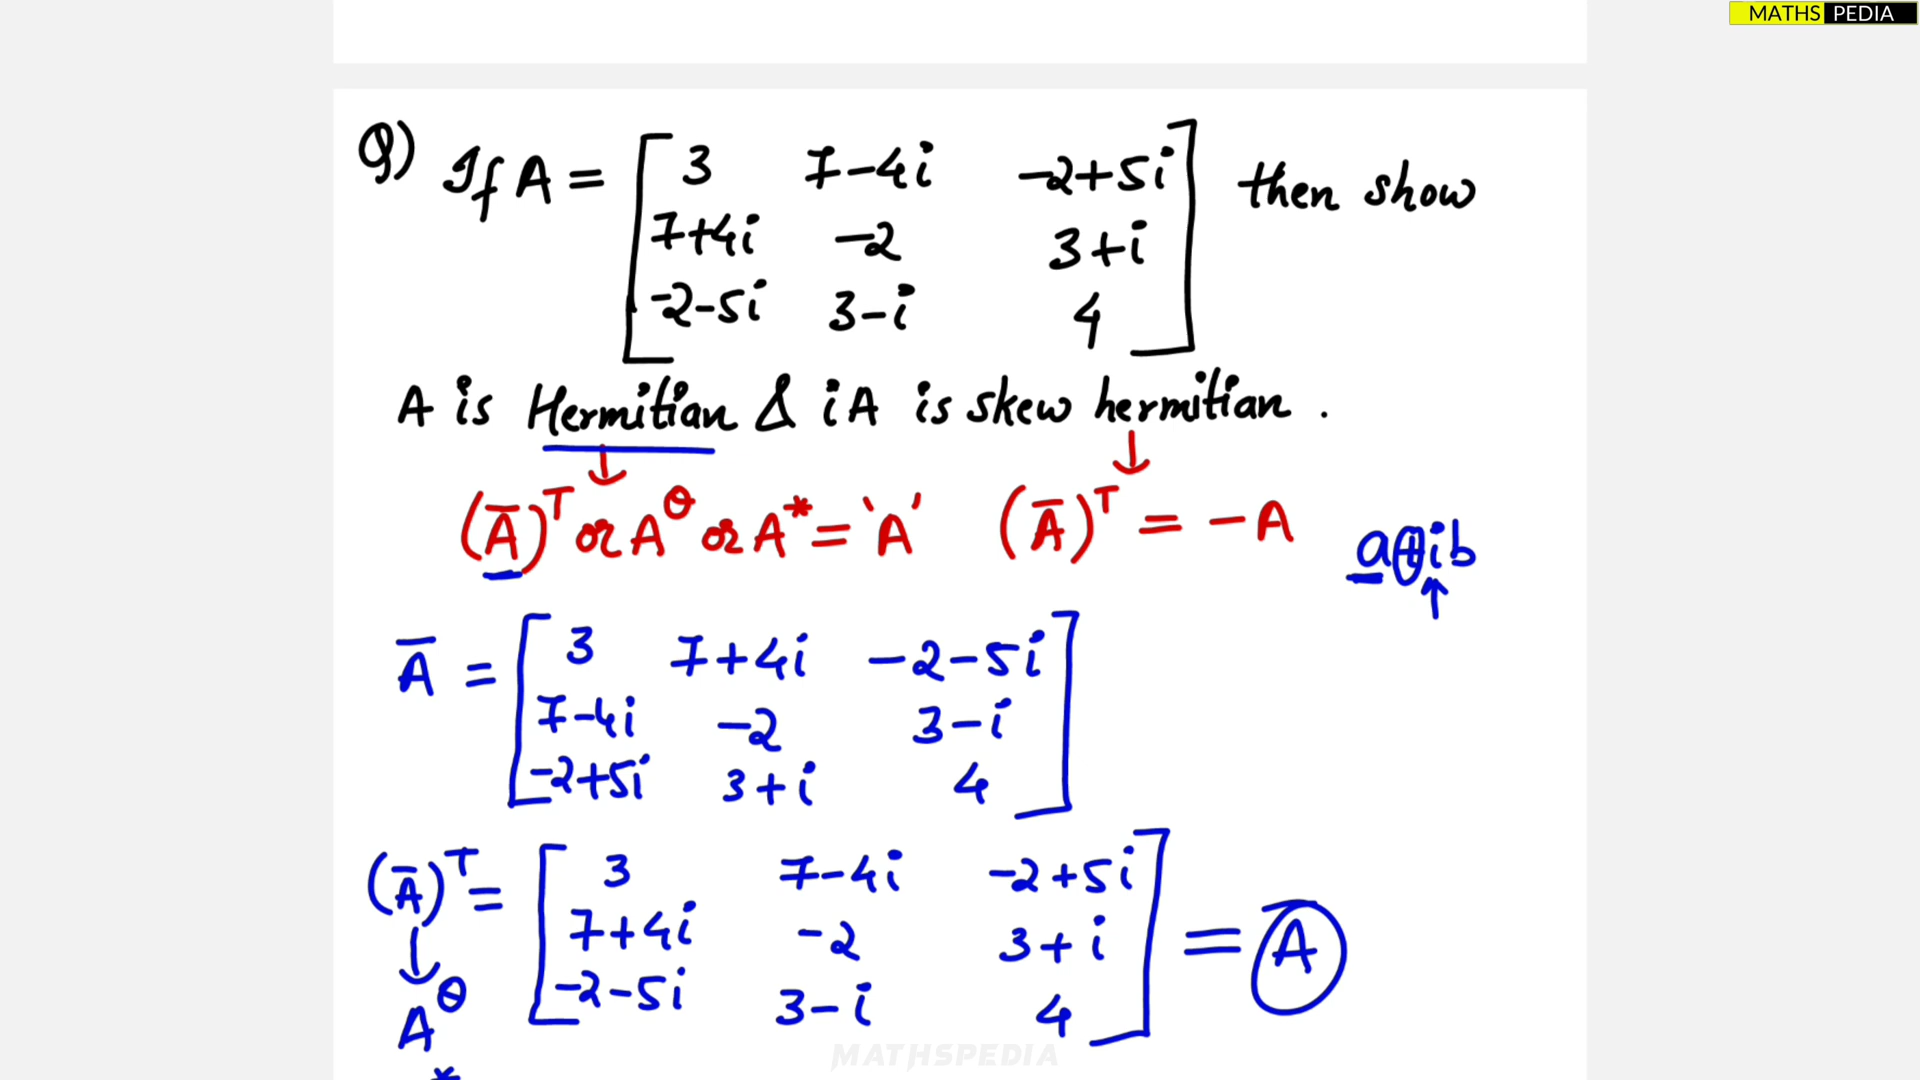 MATHS PEDIA
Q) If A = [ 3 7-4i -2+5i ] then show
7+4i -2 3+i
-2-5i 3-i 4
A is Hermitian & iA is skew hermitian.
↓ ↓
(A̅)ᵀ or A^θ or A* = 'A' (A̅)ᵀ = -A
a+ib
↑
A̅ = [ 3 7+4i -2-5i ]
7-4i -2 3-i
-2+5i 3+i 4
(A̅)ᵀ = [ 3 7-4i -2+5i ] = A
7+4i -2 3+i
-2-5i 3-i 4
↓
A^θ
*
MATHSPEDIA